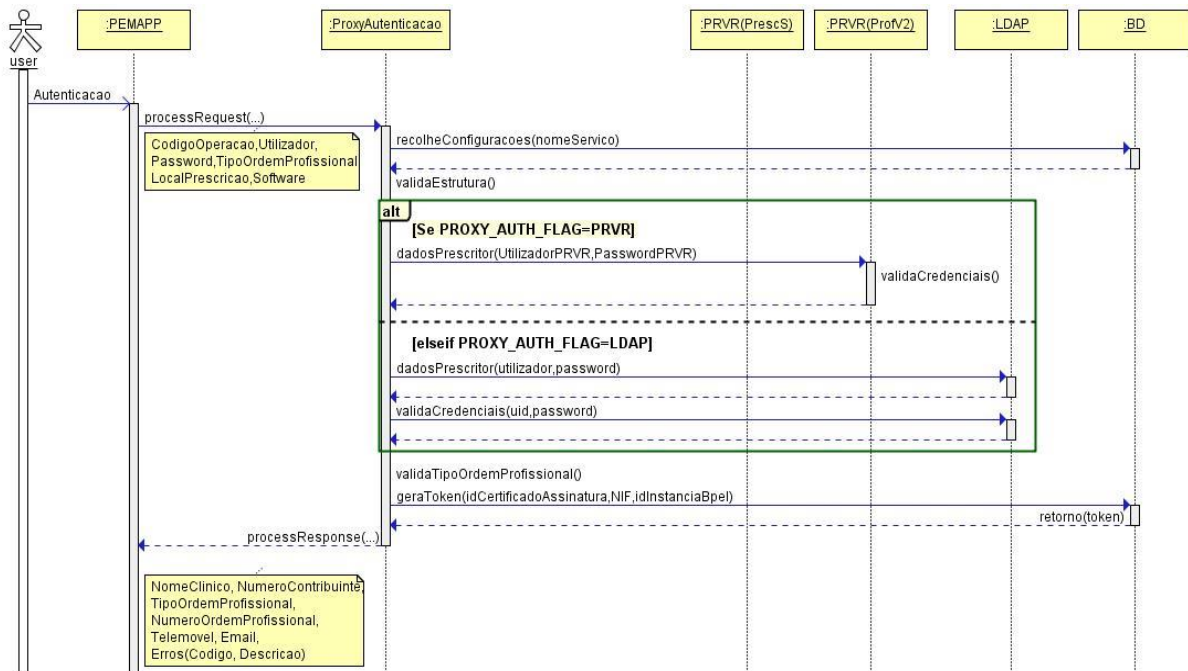 :PEMAPP
:ProxyAutenticacao
:PRVR(PrescS)
:PRVR(ProfV2)
:LDAP
:BD
user
Autenticacao
processRequest(...)
CodigoOperacao,Utilizador,
Password,TipoOrdemProfissional
LocalPrescricao,Software
recolheConfiguracoes(nomeServico)
validaEstrutura()
alt
[Se PROXY_AUTH_FLAG=PRVR]
dadosPrescritor(UtilizadorPRVR,PasswordPRVR)
validaCredenciais()
[elseif PROXY_AUTH_FLAG=LDAP]
dadosPrescritor(utilizador,password)
validaCredenciais(uid,password)
validaTipoOrdemProfissional()
geraToken(idCertificadoAssinatura,NIF,idInstanciaBpel)
retorno(token)
processResponse(...)
NomeClinico, NumeroContribuinte,
TipoOrdemProfissional,
NumeroOrdemProfissional,
Telemovel, Email,
Erros(Codigo, Descricao)